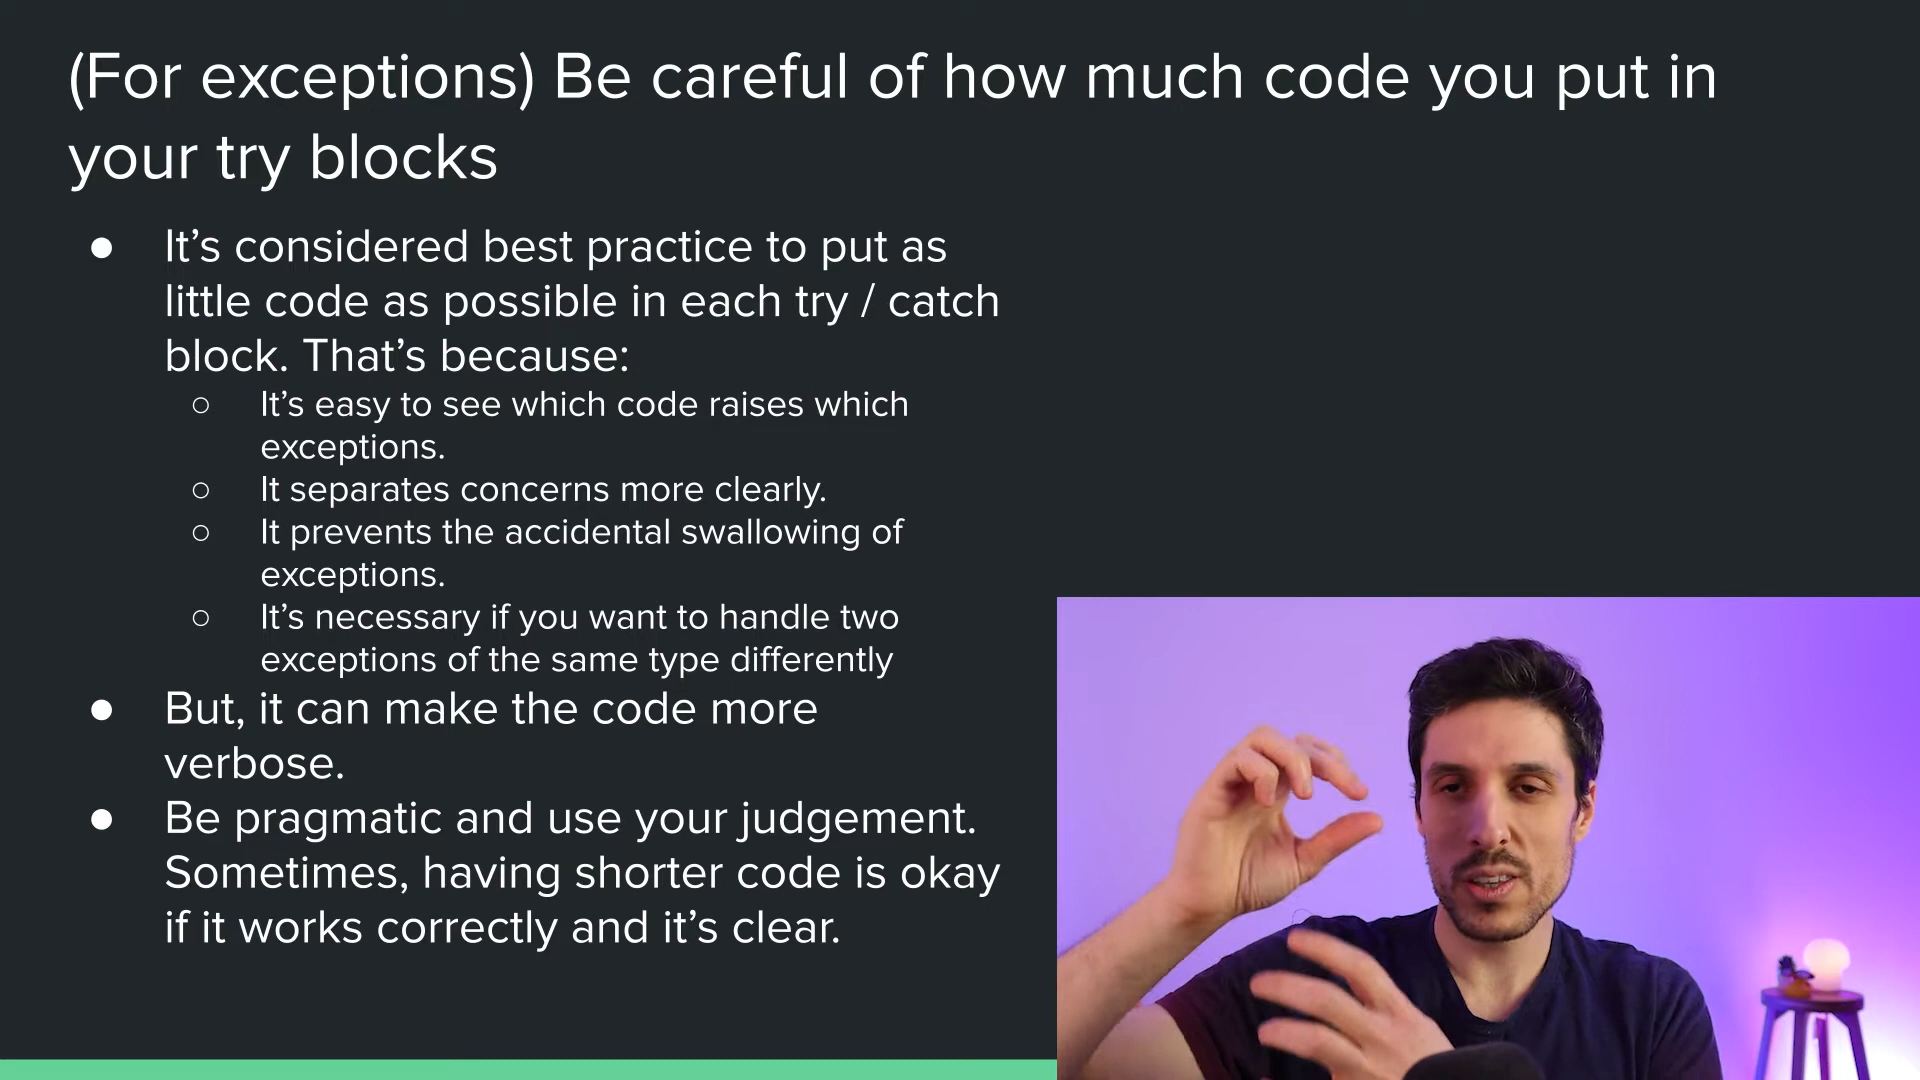 (For exceptions) Be careful of how much code you put in
your try blocks
● It’s considered best practice to put as
little code as possible in each try / catch
block. That’s because:
○ It’s easy to see which code raises which
exceptions.
○ It separates concerns more clearly.
○ It prevents the accidental swallowing of
exceptions.
○ It’s necessary if you want to handle two
exceptions of the same type differently
● But, it can make the code more
verbose.
● Be pragmatic and use your judgement.
Sometimes, having shorter code is okay
if it works correctly and it’s clear.